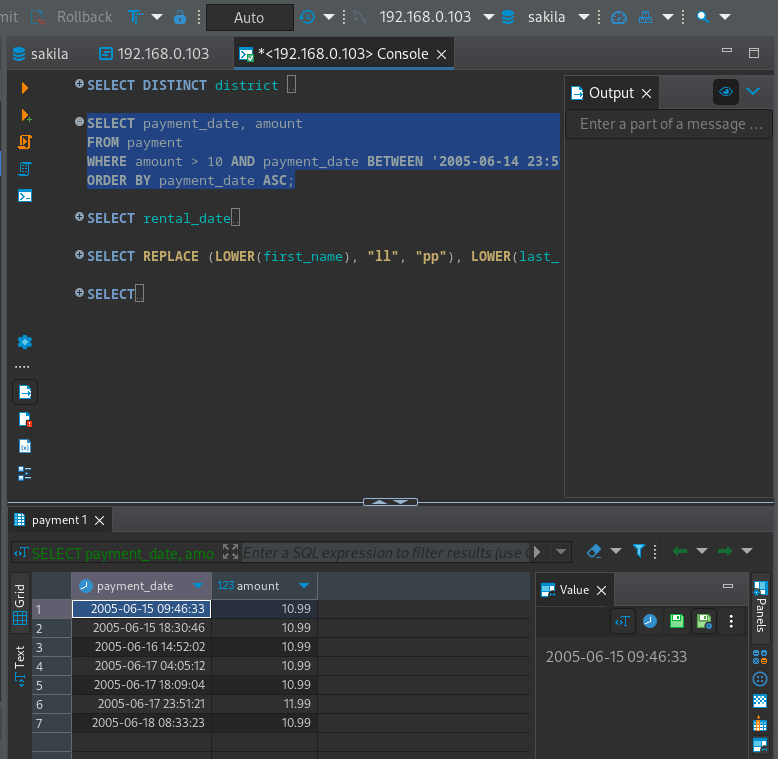 mit Rollback Auto 192.168.0.103 sakila
sakila 192.168.0.103 *<192.168.0.103> Console
SELECT DISTINCT district ..
SELECT payment_date, amount
FROM payment
WHERE amount > 10 AND payment_date BETWEEN '2005-06-14 23:5
ORDER BY payment_date ASC;
SELECT rental_date..
SELECT REPLACE (LOWER(first_name), "ll", "pp"), LOWER(last_
SELECT..
Output
Enter a part of a message ...
payment 1
SELECT payment_date, amo
Enter a SQL expression to filter results (use C
Grid
Text
payment_date 123 amount
1 2005-06-15 09:46:33 10.99
2 2005-06-15 18:30:46 10.99
3 2005-06-16 14:52:02 10.99
4 2005-06-17 04:05:12 10.99
5 2005-06-17 18:09:04 10.99
6 2005-06-17 23:51:21 11.99
7 2005-06-18 08:33:23 10.99
Value
2005-06-15 09:46:33
Panels